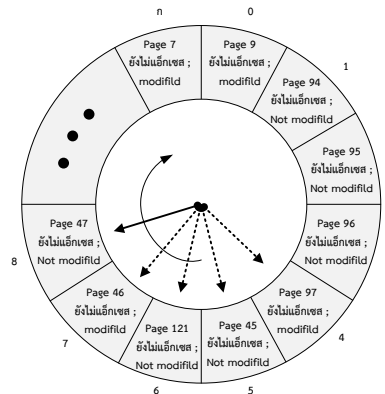 n
0
Page 7
ยังไม่แอ็กเซส ;
modifild
Page 9
ยังไม่แอ็กเซส ;
modifild
1
Page 94
ยังไม่แอ็กเซส ;
Not modifild
Page 95
ยังไม่แอ็กเซส ;
Not modifild
Page 96
ยังไม่แอ็กเซส ;
Not modifild
Page 97
ยังไม่แอ็กเซส ;
modifild
4
Page 45
ยังไม่แอ็กเซส ;
Not modifild
5
Page 121
ยังไม่แอ็กเซส ;
Not modifild
6
Page 46
ยังไม่แอ็กเซส ;
modifild
7
Page 47
ยังไม่แอ็กเซส ;
Not modifild
8